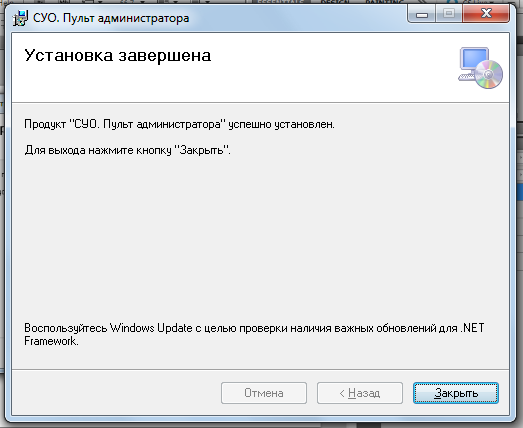 СУО. Пульт администратора
Установка завершена
Продукт "СУО. Пульт администратора" успешно установлен.
Для выхода нажмите кнопку "Закрыть".
Воспользуйтесь Windows Update с целью проверки наличия важных обновлений для .NET
Framework.
Отмена
< Назад
Закрыть